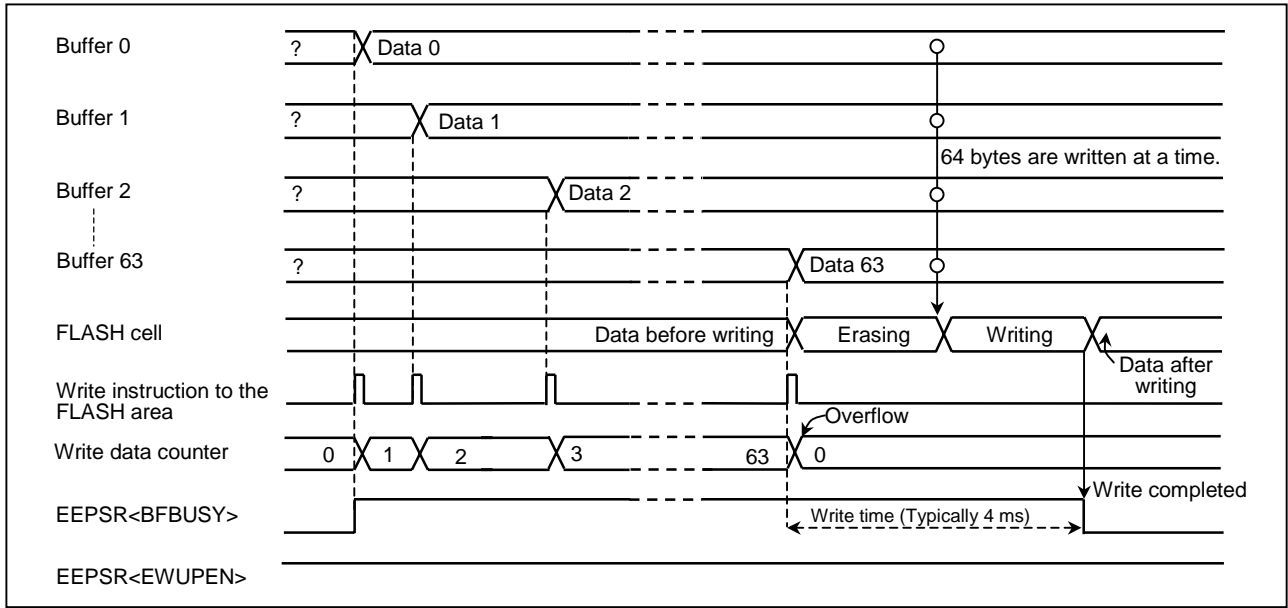 Buffer 0
? Data 0
Buffer 1
? Data 1
64 bytes are written at a time.
Buffer 2
? Data 2
Buffer 63
? Data 63
FLASH cell
Data before writing Erasing Writing
Data after
writing
Write instruction to the
FLASH area
Overflow
Write data counter
0 1 2 3 63 0
Write completed
EEPSR<BFBUSY>
Write time (Typically 4 ms)
EEPSR<EWUPEN>